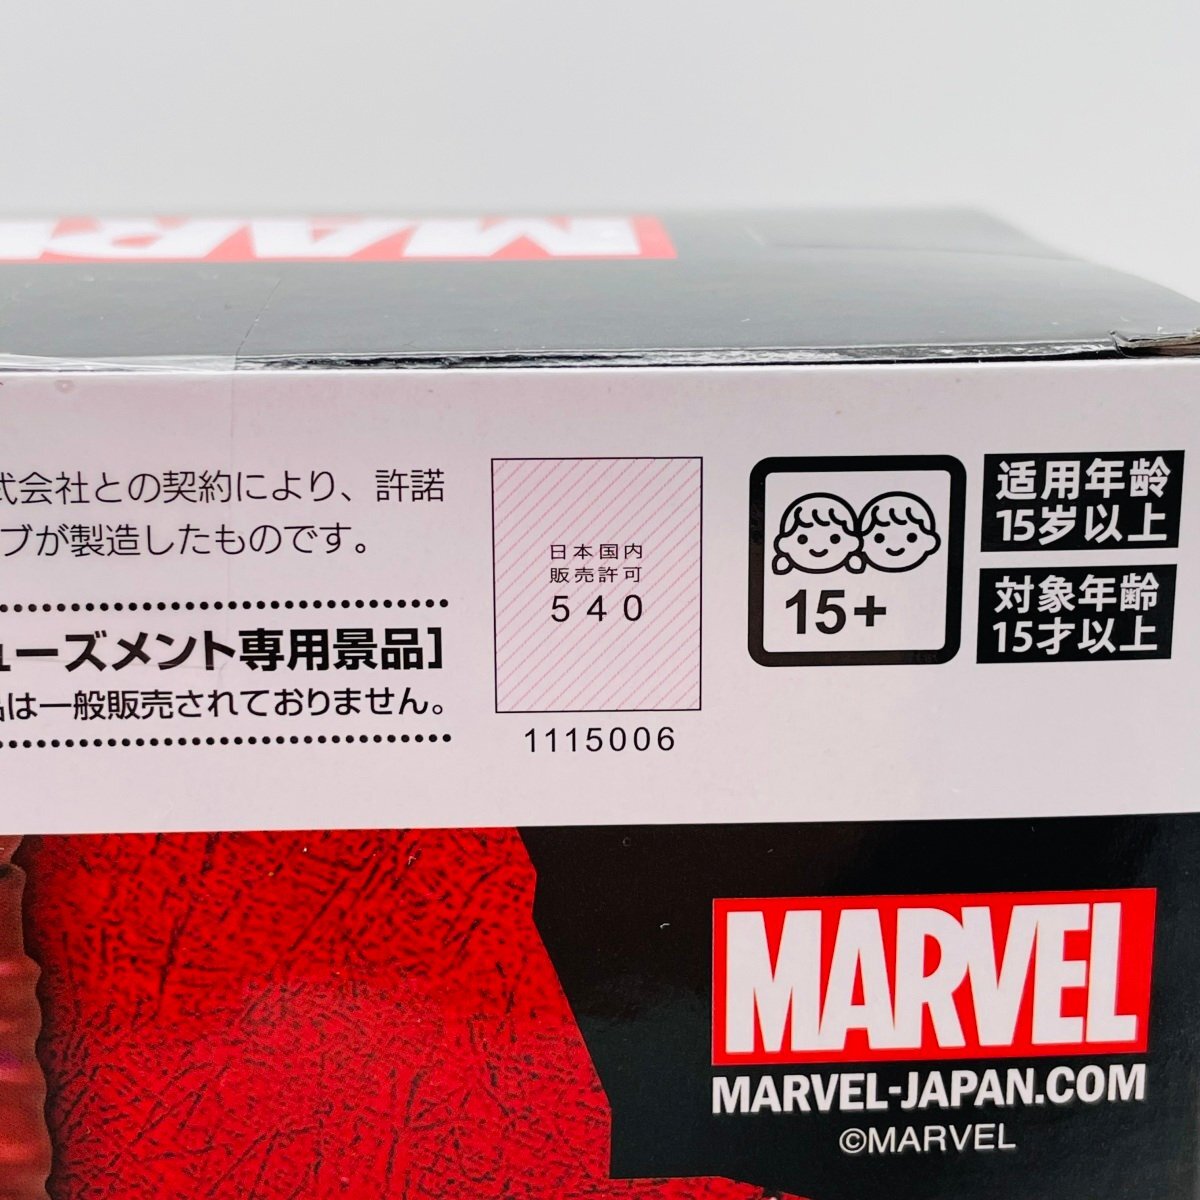 MAR
式会社との契約により、許諾
ブが製造したものです。
ューズメント専用景品]
品は一般販売されておりません。
日本国内
販売許可
540
1115006
15+
适用年龄
15岁以上
対象年齢
15才以上
MARVEL
MARVEL-JAPAN.COM
©MARVEL